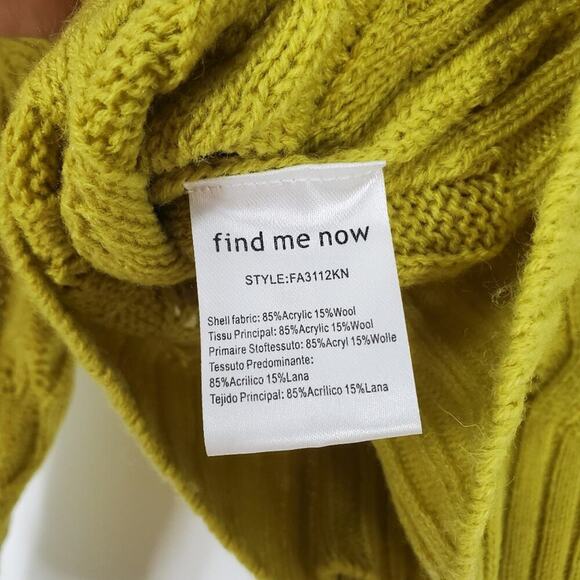 find me now
STYLE:FA3112KN
Shell fabric: 85%Acrylic 15%Wool
Tissu Principal: 85%Acrylic 15%Wool
Primaire Stoftessuto: 85%Acryl 15%Wolle
Tessuto Predominante:
85%Acrilico 15%Lana
Tejido Principal: 85%Acrílico 15%Lana